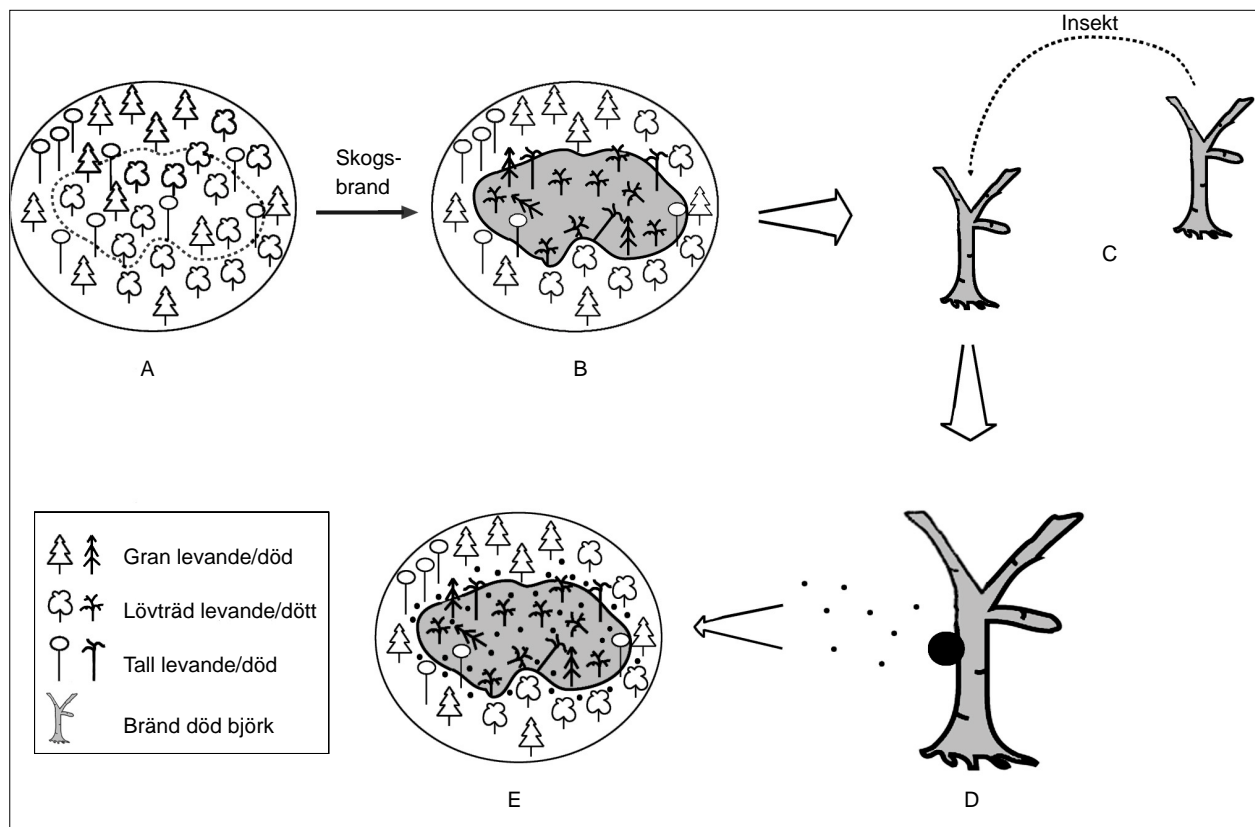 Insekt
Skogs-
brand
A
B
C
Gran levande/död
Lövträd levande/dött
Tall levande/död
Bränd död björk
E
D